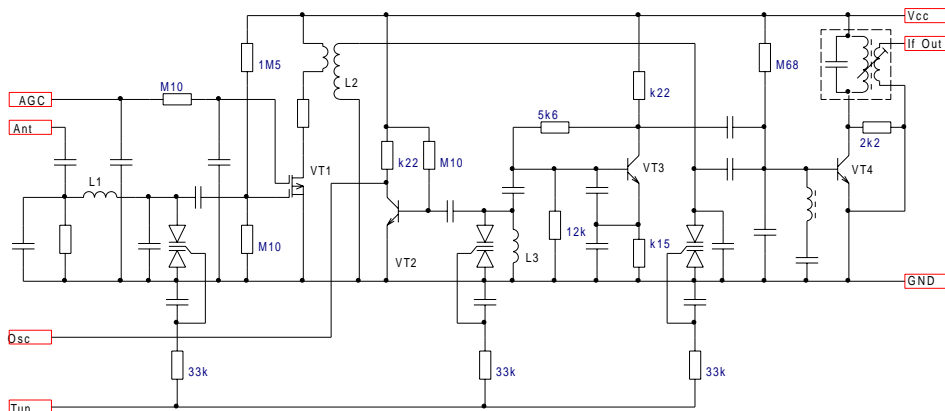 Vcc
If Out
1M5
L2
M68
M10
k22
AGC
5k6
Ant
2k2
k22
M10
VT1
VT3
VT4
L1
M10
12k
k15
VT2
L3
GND
Osc
33k
33k
33k
Tun